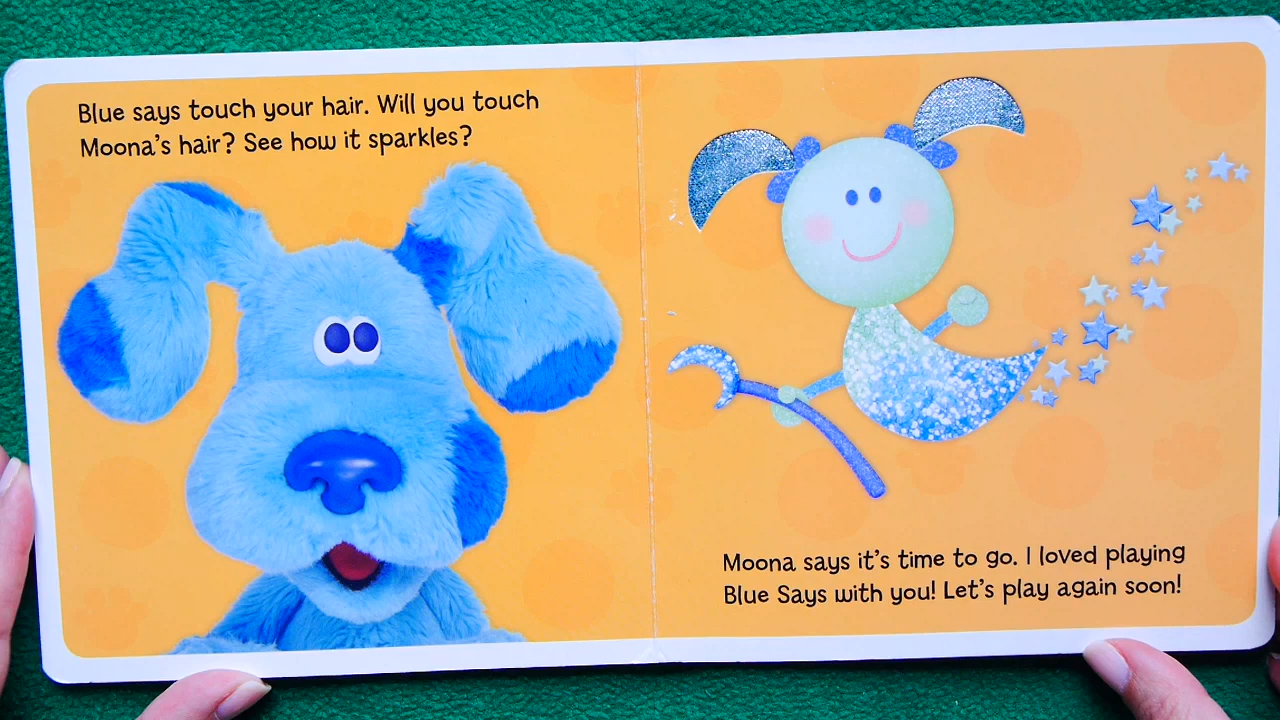 Blue says touch your hair. Will you touch
Moona's hair? See how it sparkles?
Moona says it's time to go. I loved playing
Blue Says with you! Let's play again soon!